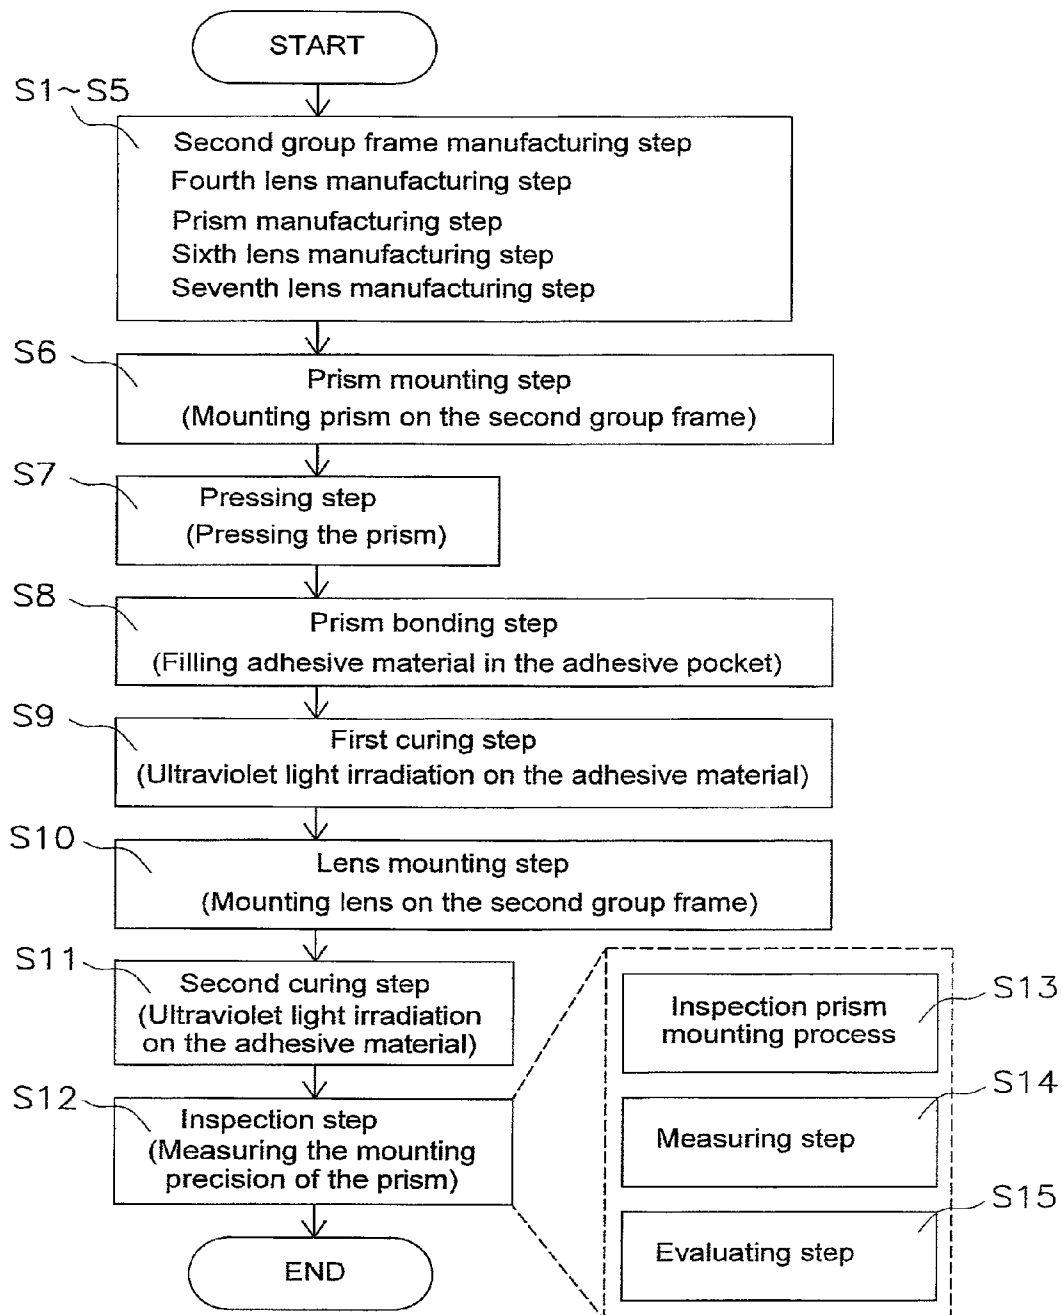 START
S1~S5
Second group frame manufacturing step
Fourth lens manufacturing step
Prism manufacturing step
Sixth lens manufacturing step
Seventh lens manufacturing step
S6
Prism mounting step
(Mounting prism on the second group frame)
S7
Pressing step
(Pressing the prism)
S8
Prism bonding step
(Filling adhesive material in the adhesive pocket)
S9
First curing step
(Ultraviolet light irradiation on the adhesive material)
S10
Lens mounting step
(Mounting lens on the second group frame)
S11
Second curing step
(Ultraviolet light irradiation
on the adhesive material)
S12
Inspection step
(Measuring the mounting
precision of the prism)
END
S13
Inspection prism
mounting process
S14
Measuring step
S15
Evaluating step